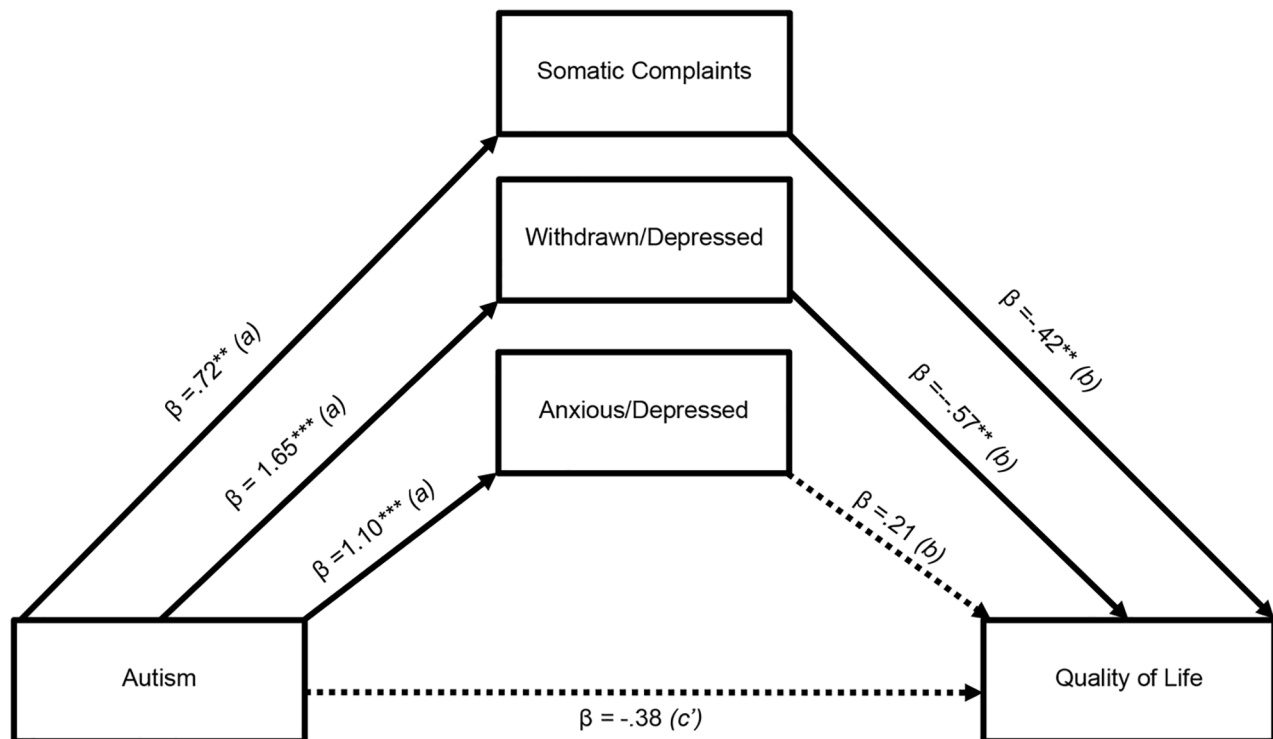 Somatic Complaints
Withdrawn/Depressed
Anxious/Depressed
β =.72** (a)
β = 1.65*** (a)
β =1.10*** (a)
β =-.42** (b)
β =--.57** (b)
β =.21 (b)
Autism
Quality of Life
β = -.38 (c’)